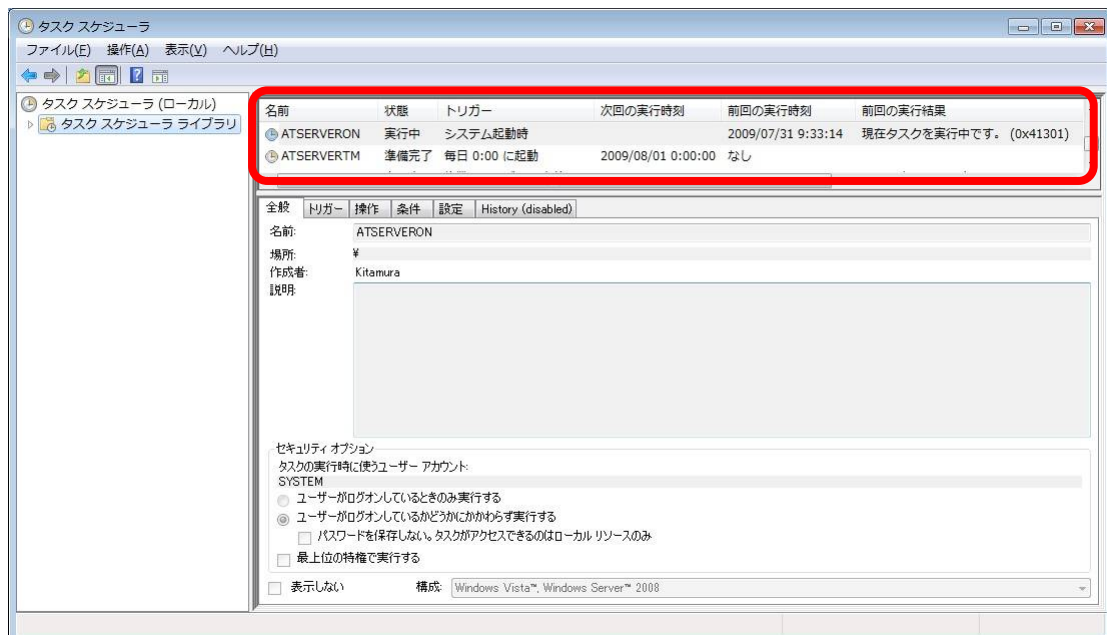 タスク スケジューラ
ファイル(F) 操作(A) 表示(V) ヘルプ(H)
タスク スケジューラ (ローカル)
タスク スケジューラ ライブラリ
名前 状態 トリガー 次回の実行時刻 前回の実行時刻 前回の実行結果
ATSERVERON 実行中 システム起動時 2009/07/31 9:33:14 現在タスクを実行中です。 (0x41301)
ATSERVERTM 準備完了 毎日 0:00 に起動 2009/08/01 0:00:00 なし
全般 トリガー 操作 条件 設定 History (disabled)
名前: ATSERVERON
場所: ¥
作成者: Kitamura
説明:
セキュリティ オプション
タスクの実行時に使うユーザー アカウント:
SYSTEM
ユーザーがログオンしているときのみ実行する
ユーザーがログオンしているかどうかにかかわらず実行する
パスワードを保存しない。タスクがアクセスできるのはローカル リソースのみ
最上位の特権で実行する
表示しない 構成: Windows Vista™, Windows Server™ 2008